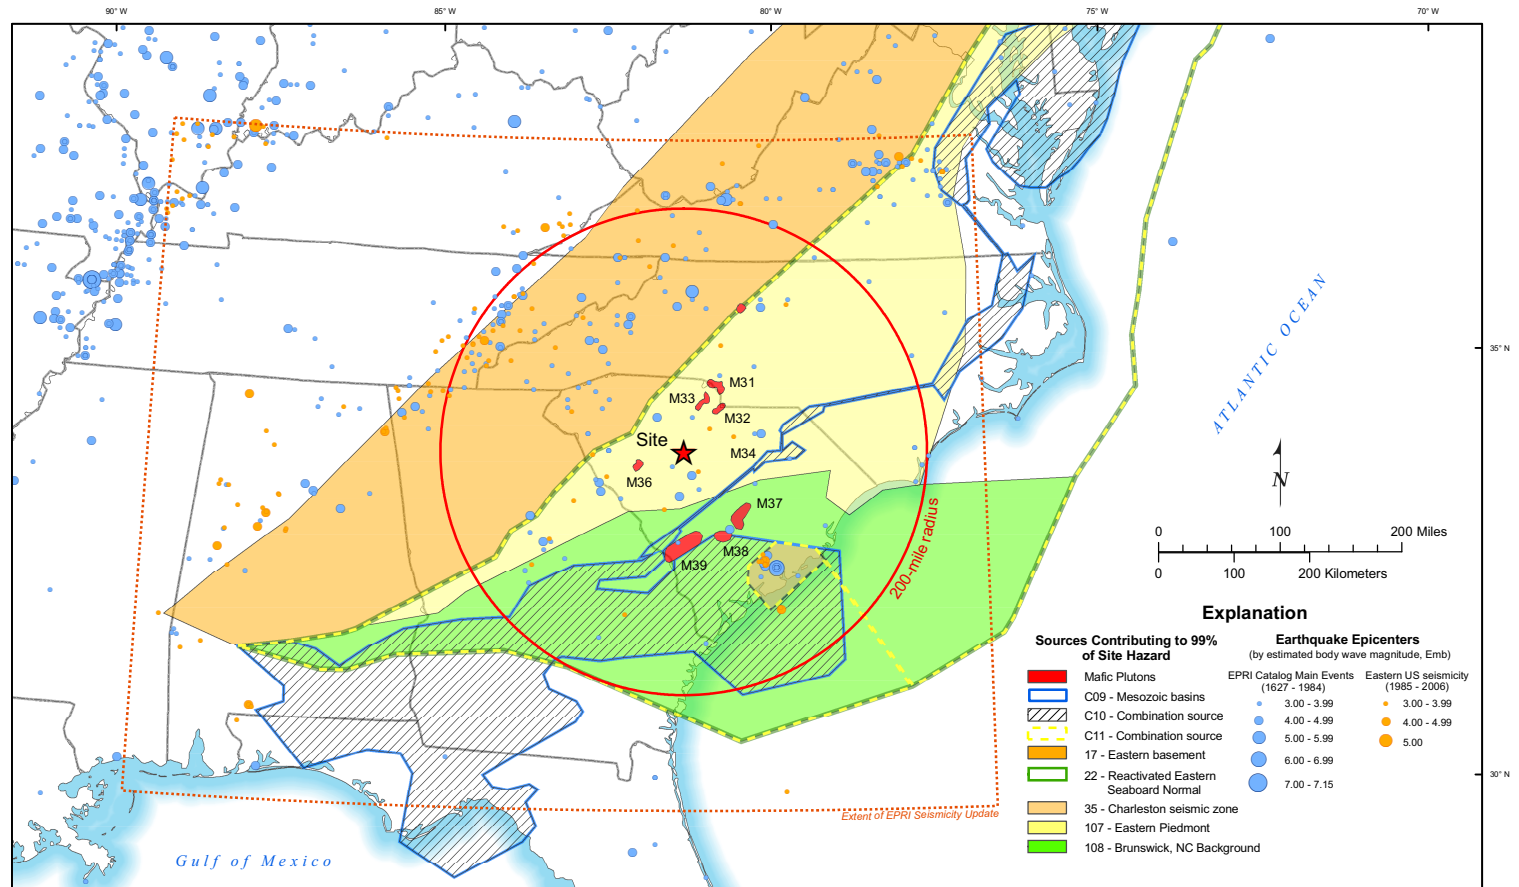 90° W
85° W
80° W
75° W
70° W
35° N
30° N
ATLANTIC OCEAN
M31
M33
M32
Site
M34
M36
M37
M38
M39
200-mile radius
N
0 100 200 Miles
0 100 200 Kilometers
Extent of EPRI Seismicity Update
Gulf of Mexico
Explanation
Sources Contributing to 99%
of Site Hazard
Mafic Plutons
C09 - Mesozoic basins
C10 - Combination source
C11 - Combination source
17 - Eastern basement
22 - Reactivated Eastern
Seaboard Normal
35 - Charleston seismic zone
107 - Eastern Piedmont
108 - Brunswick, NC Background
Earthquake Epicenters
(by estimated body wave magnitude, Emb)
EPRI Catalog Main Events
(1627 - 1984)
3.00 - 3.99
4.00 - 4.99
5.00 - 5.99
6.00 - 6.99
7.00 - 7.15
Eastern US seismicity
(1985 - 2006)
3.00 - 3.99
4.00 - 4.99
5.00